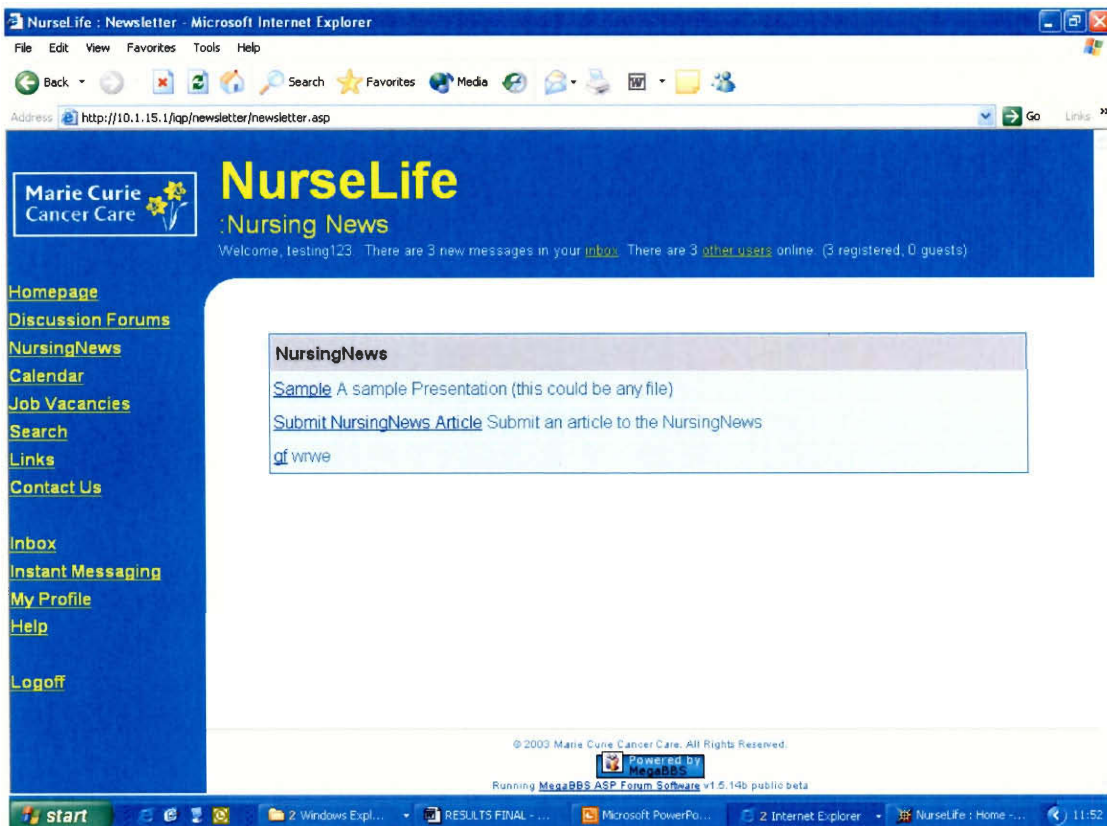 NurseLife : Newsletter - Microsoft Internet Explorer
File Edit View Favorites Tools Help
Back Search Favorites Media
Address http://10.1.15.1/iqp/newsletter/newsletter.asp Go Links »
Marie Curie
Cancer Care
NurseLife
:Nursing News
Welcome, testing123. There are 3 new messages in your inbox. There are 3 other users online. (3 registered, 0 guests)
Homepage
Discussion Forums
NursingNews
Calendar
Job Vacancies
Search
Links
Contact Us
Inbox
Instant Messaging
My Profile
Help
Logoff
NursingNews
Sample A sample Presentation (this could be any file)
Submit NursingNews Article Submit an article to the NursingNews
gf wrwe
© 2003 Marie Curie Cancer Care. All Rights Reserved.
Powered by
MegaBBS
Running MegaBBS ASP Forum Software v1.5.14b public beta
start 2 Windows Expl... RESULTS FINAL - ... Microsoft PowerPo... 2 Internet Explorer NurseLife : Home -... 11:52